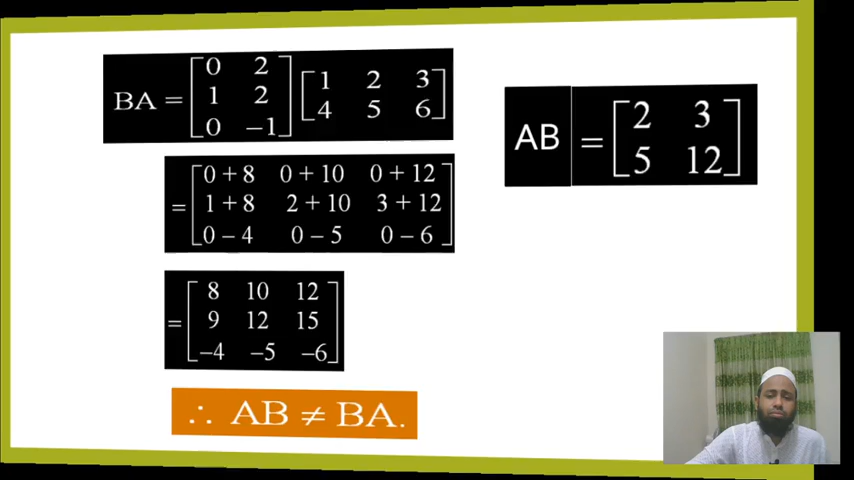 BA = [0 2; 1 2; 0 −1] [1 2 3; 4 5 6]
= [0 + 8 0 + 10 0 + 12; 1 + 8 2 + 10 3 + 12; 0 − 4 0 − 5 0 − 6]
= [8 10 12; 9 12 15; −4 −5 −6]
∴ AB ≠ BA.
AB = [2 3; 5 12]